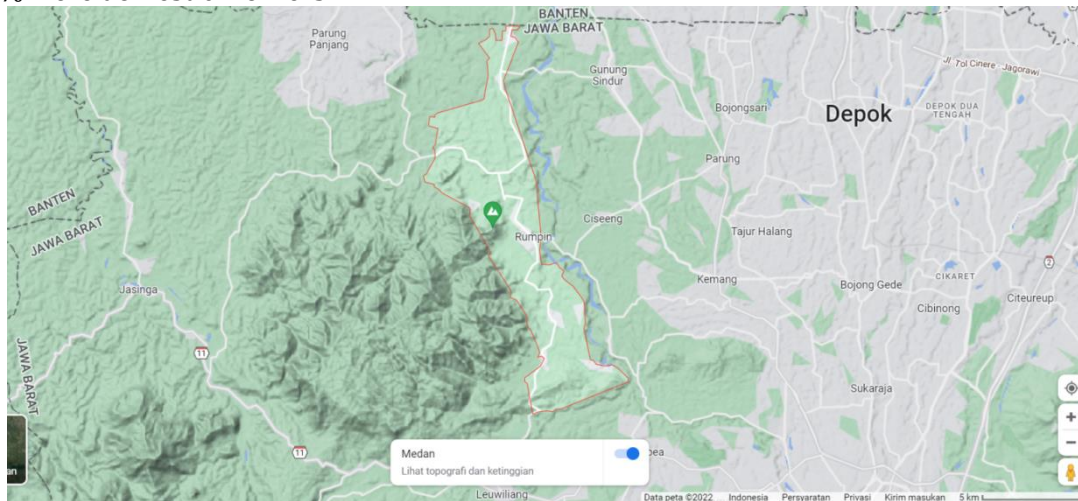 BANTEN
JAWA BARAT
Parung
Panjang
Gunung
Sindur
Jl. Tol Cinere - Jagorawi
Bojongsari
Depok
DEPOK DUA
TENGAH
Parung
BANTEN
JAWA BARAT
Ciseeng
Tajur Halang
Rumpin
2
Jasinga
Kemang
Bojong Gede
CIKARET
Cibinong
Citeureup
JAWA BARAT
11
Sukaraja
11
Medan
Lihat topografi dan ketinggian
Leuwiliang
Data peta ©2022 Indonesia Persyaratan Privasi Kirim masukan 5 km